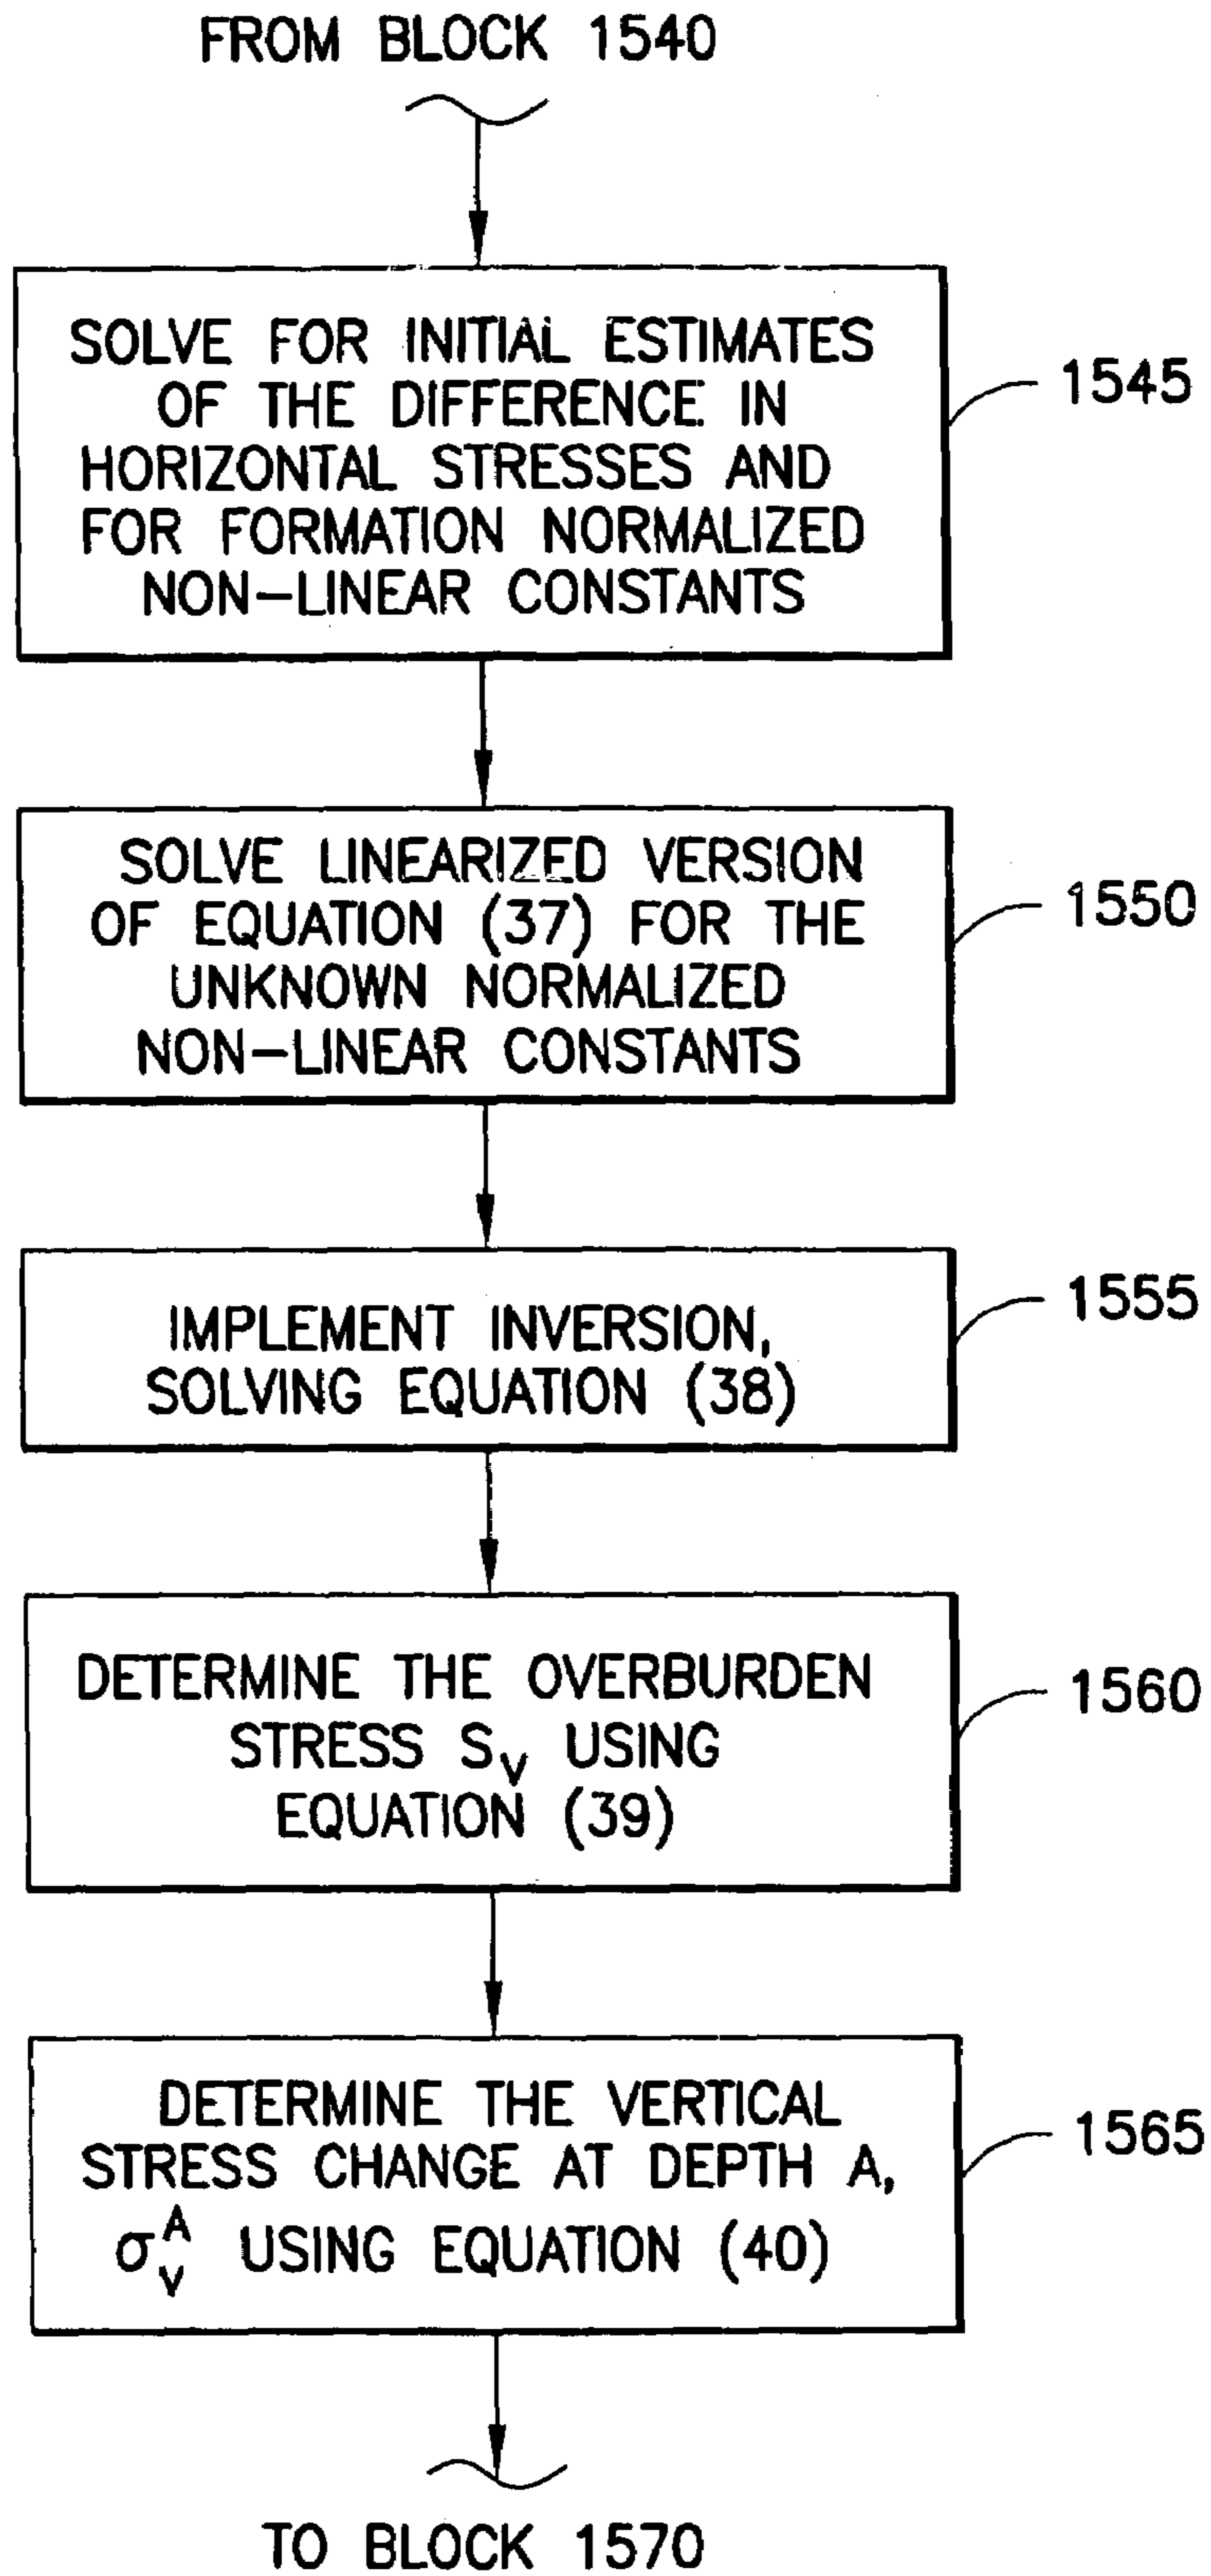 FROM BLOCK 1540
SOLVE FOR INITIAL ESTIMATES
OF THE DIFFERENCE IN
HORIZONTAL STRESSES AND
FOR FORMATION NORMALIZED
NON-LINEAR CONSTANTS
1545
SOLVE LINEARIZED VERSION
OF EQUATION (37) FOR THE
UNKNOWN NORMALIZED
NON-LINEAR CONSTANTS
1550
IMPLEMENT INVERSION,
SOLVING EQUATION (38)
1555
DETERMINE THE OVERBURDEN
STRESS S_V USING
EQUATION (39)
1560
DETERMINE THE VERTICAL
STRESS CHANGE AT DEPTH A,
σ_V^A USING EQUATION (40)
1565
TO BLOCK 1570